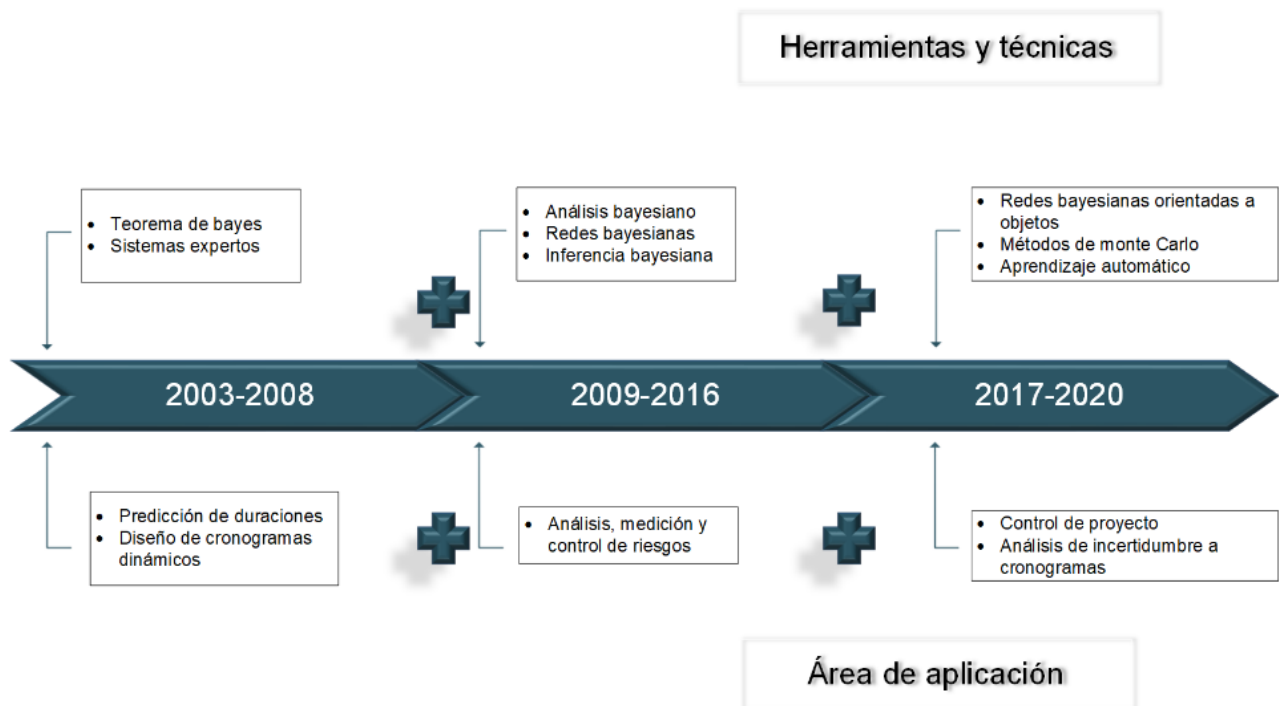 Herramientas y técnicas
• Teorema de bayes
• Sistemas expertos
• Análisis bayesiano
• Redes bayesianas
• Inferencia bayesiana
• Redes bayesianas orientadas a
objetos
• Métodos de monte Carlo
• Aprendizaje automático
2003-2008
2009-2016
2017-2020
• Predicción de duraciones
• Diseño de cronogramas
dinámicos
• Análisis, medición y
control de riesgos
• Control de proyecto
• Análisis de incertidumbre a
cronogramas
Área de aplicación